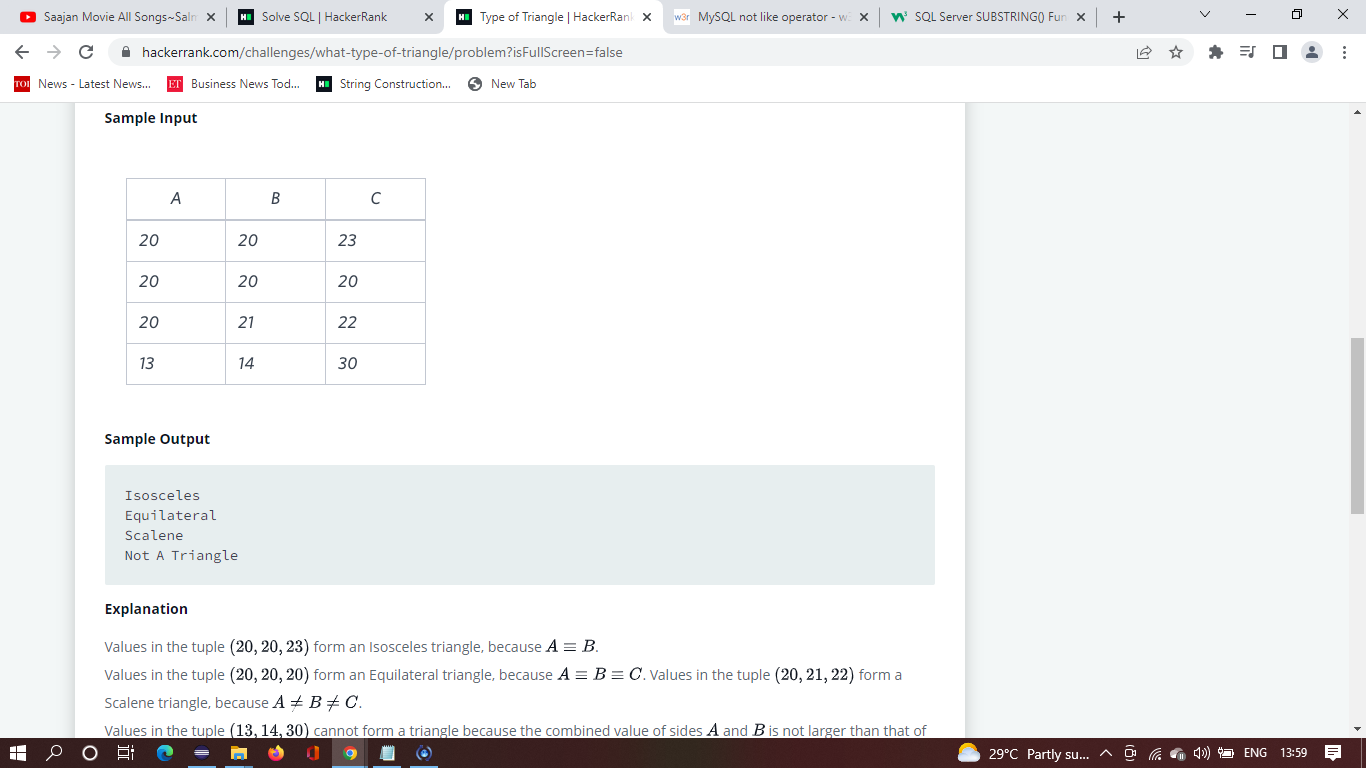 Saajan Movie All Songs~Saln
Solve SQL | HackerRank
Type of Triangle | HackerRank
w3r MySQL not like operator - w
SQL Server SUBSTRING() Fun
hackerrank.com/challenges/what-type-of-triangle/problem?isFullScreen=false
TOI News - Latest News...
ET Business News Tod...
String Construction...
New Tab
Sample Input
A B C
20 20 23
20 20 20
20 21 22
13 14 30
Sample Output
Isosceles
Equilateral
Scalene
Not A Triangle
Explanation
Values in the tuple (20, 20, 23) form an Isosceles triangle, because A ≡ B.
Values in the tuple (20, 20, 20) form an Equilateral triangle, because A ≡ B ≡ C. Values in the tuple (20, 21, 22) form a
Scalene triangle, because A ≠ B ≠ C.
Values in the tuple (13, 14, 30) cannot form a triangle because the combined value of sides A and B is not larger than that of
29°C Partly su... ENG 13:59